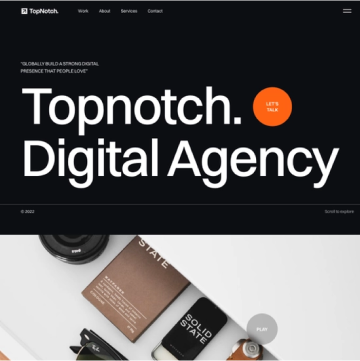 TopNotch.
Work About Services Contact
"GLOBALLY BUILD A STRONG DIGITAL
PRESENCE THAT PEOPLE LOVE"
Topnotch.
LET'S
TALK
Digital Agency
© 2022
Scroll to explore
STATE
SOLID
STATE
PLAY